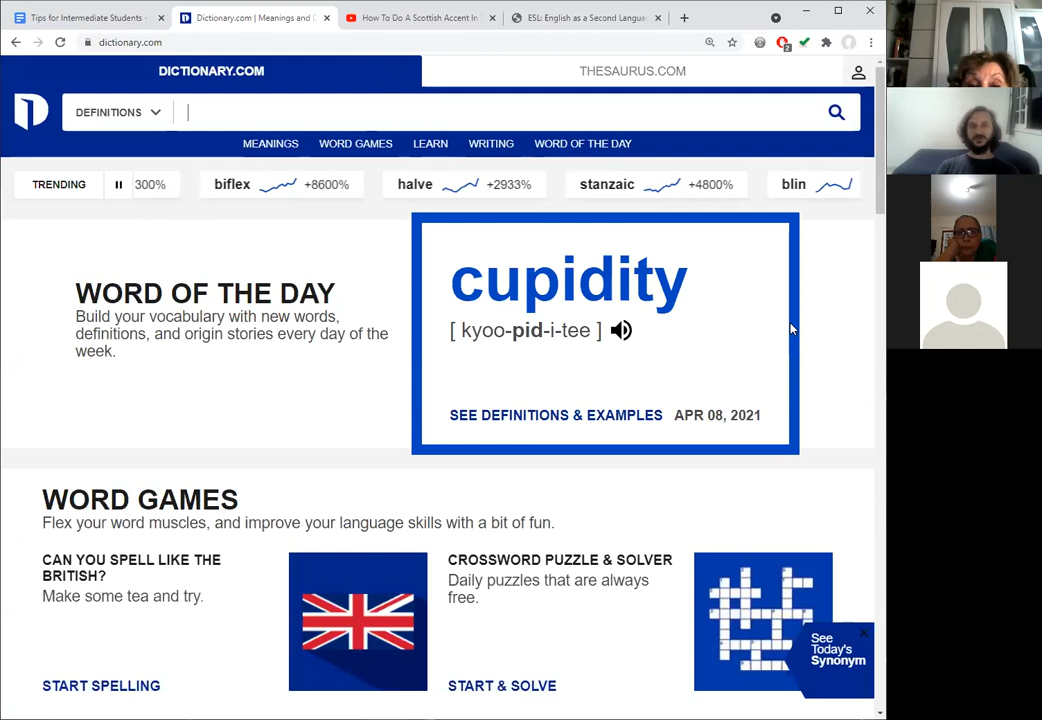 Tips for Intermediate Students -
Dictionary.com | Meanings and D
How To Do A Scottish Accent In
ESL: English as a Second Langua
dictionary.com
2
DICTIONARY.COM
THESAURUS.COM
DEFINITIONS
MEANINGS WORD GAMES LEARN WRITING WORD OF THE DAY
TRENDING 300% biflex +8600% halve +2933% stanzaic +4800% blin
WORD OF THE DAY
Build your vocabulary with new words,
definitions, and origin stories every day of the
week.
cupidity
[ kyoo-pid-i-tee ]
SEE DEFINITIONS & EXAMPLES APR 08, 2021
WORD GAMES
Flex your word muscles, and improve your language skills with a bit of fun.
CAN YOU SPELL LIKE THE
BRITISH?
Make some tea and try.
START SPELLING
CROSSWORD PUZZLE & SOLVER
Daily puzzles that are always
free.
START & SOLVE
See
Today's
Synonym